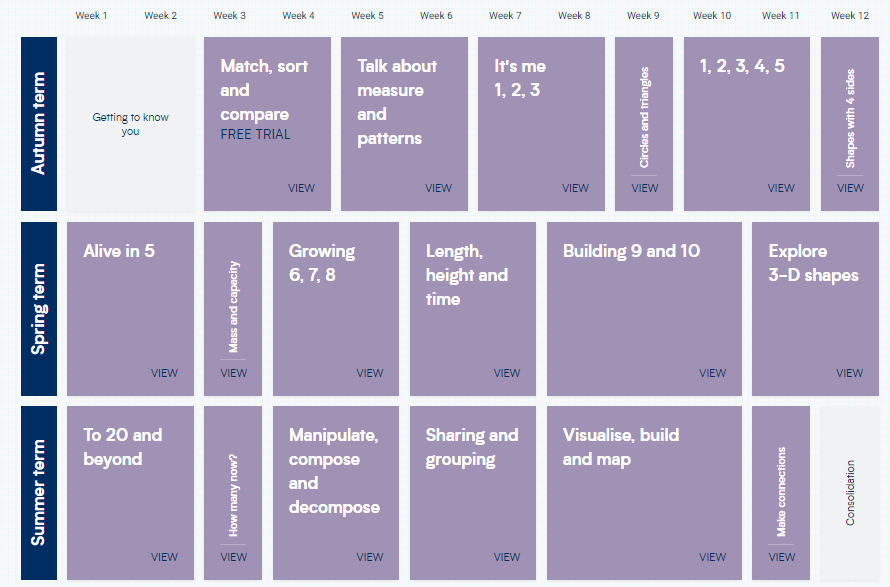 Week 1 Week 2 Week 3 Week 4 Week 5 Week 6 Week 7 Week 8 Week 9 Week 10 Week 11 Week 12
Autumn term
Getting to know
you
Match, sort
and
compare
FREE TRIAL
VIEW
Talk about
measure
and
patterns
VIEW
It's me
1, 2, 3
VIEW
Circles and triangles
VIEW
1, 2, 3, 4, 5
VIEW
Shapes with 4 sides
VIEW
Spring term
Alive in 5
VIEW
Mass and capacity
VIEW
Growing
6, 7, 8
VIEW
Length,
height and
time
VIEW
Building 9 and 10
VIEW
Explore
3-D shapes
VIEW
Summer term
To 20 and
beyond
VIEW
How many now?
VIEW
Manipulate,
compose
and
decompose
VIEW
Sharing and
grouping
VIEW
Visualise, build
and map
VIEW
Make connections
VIEW
Consolidation